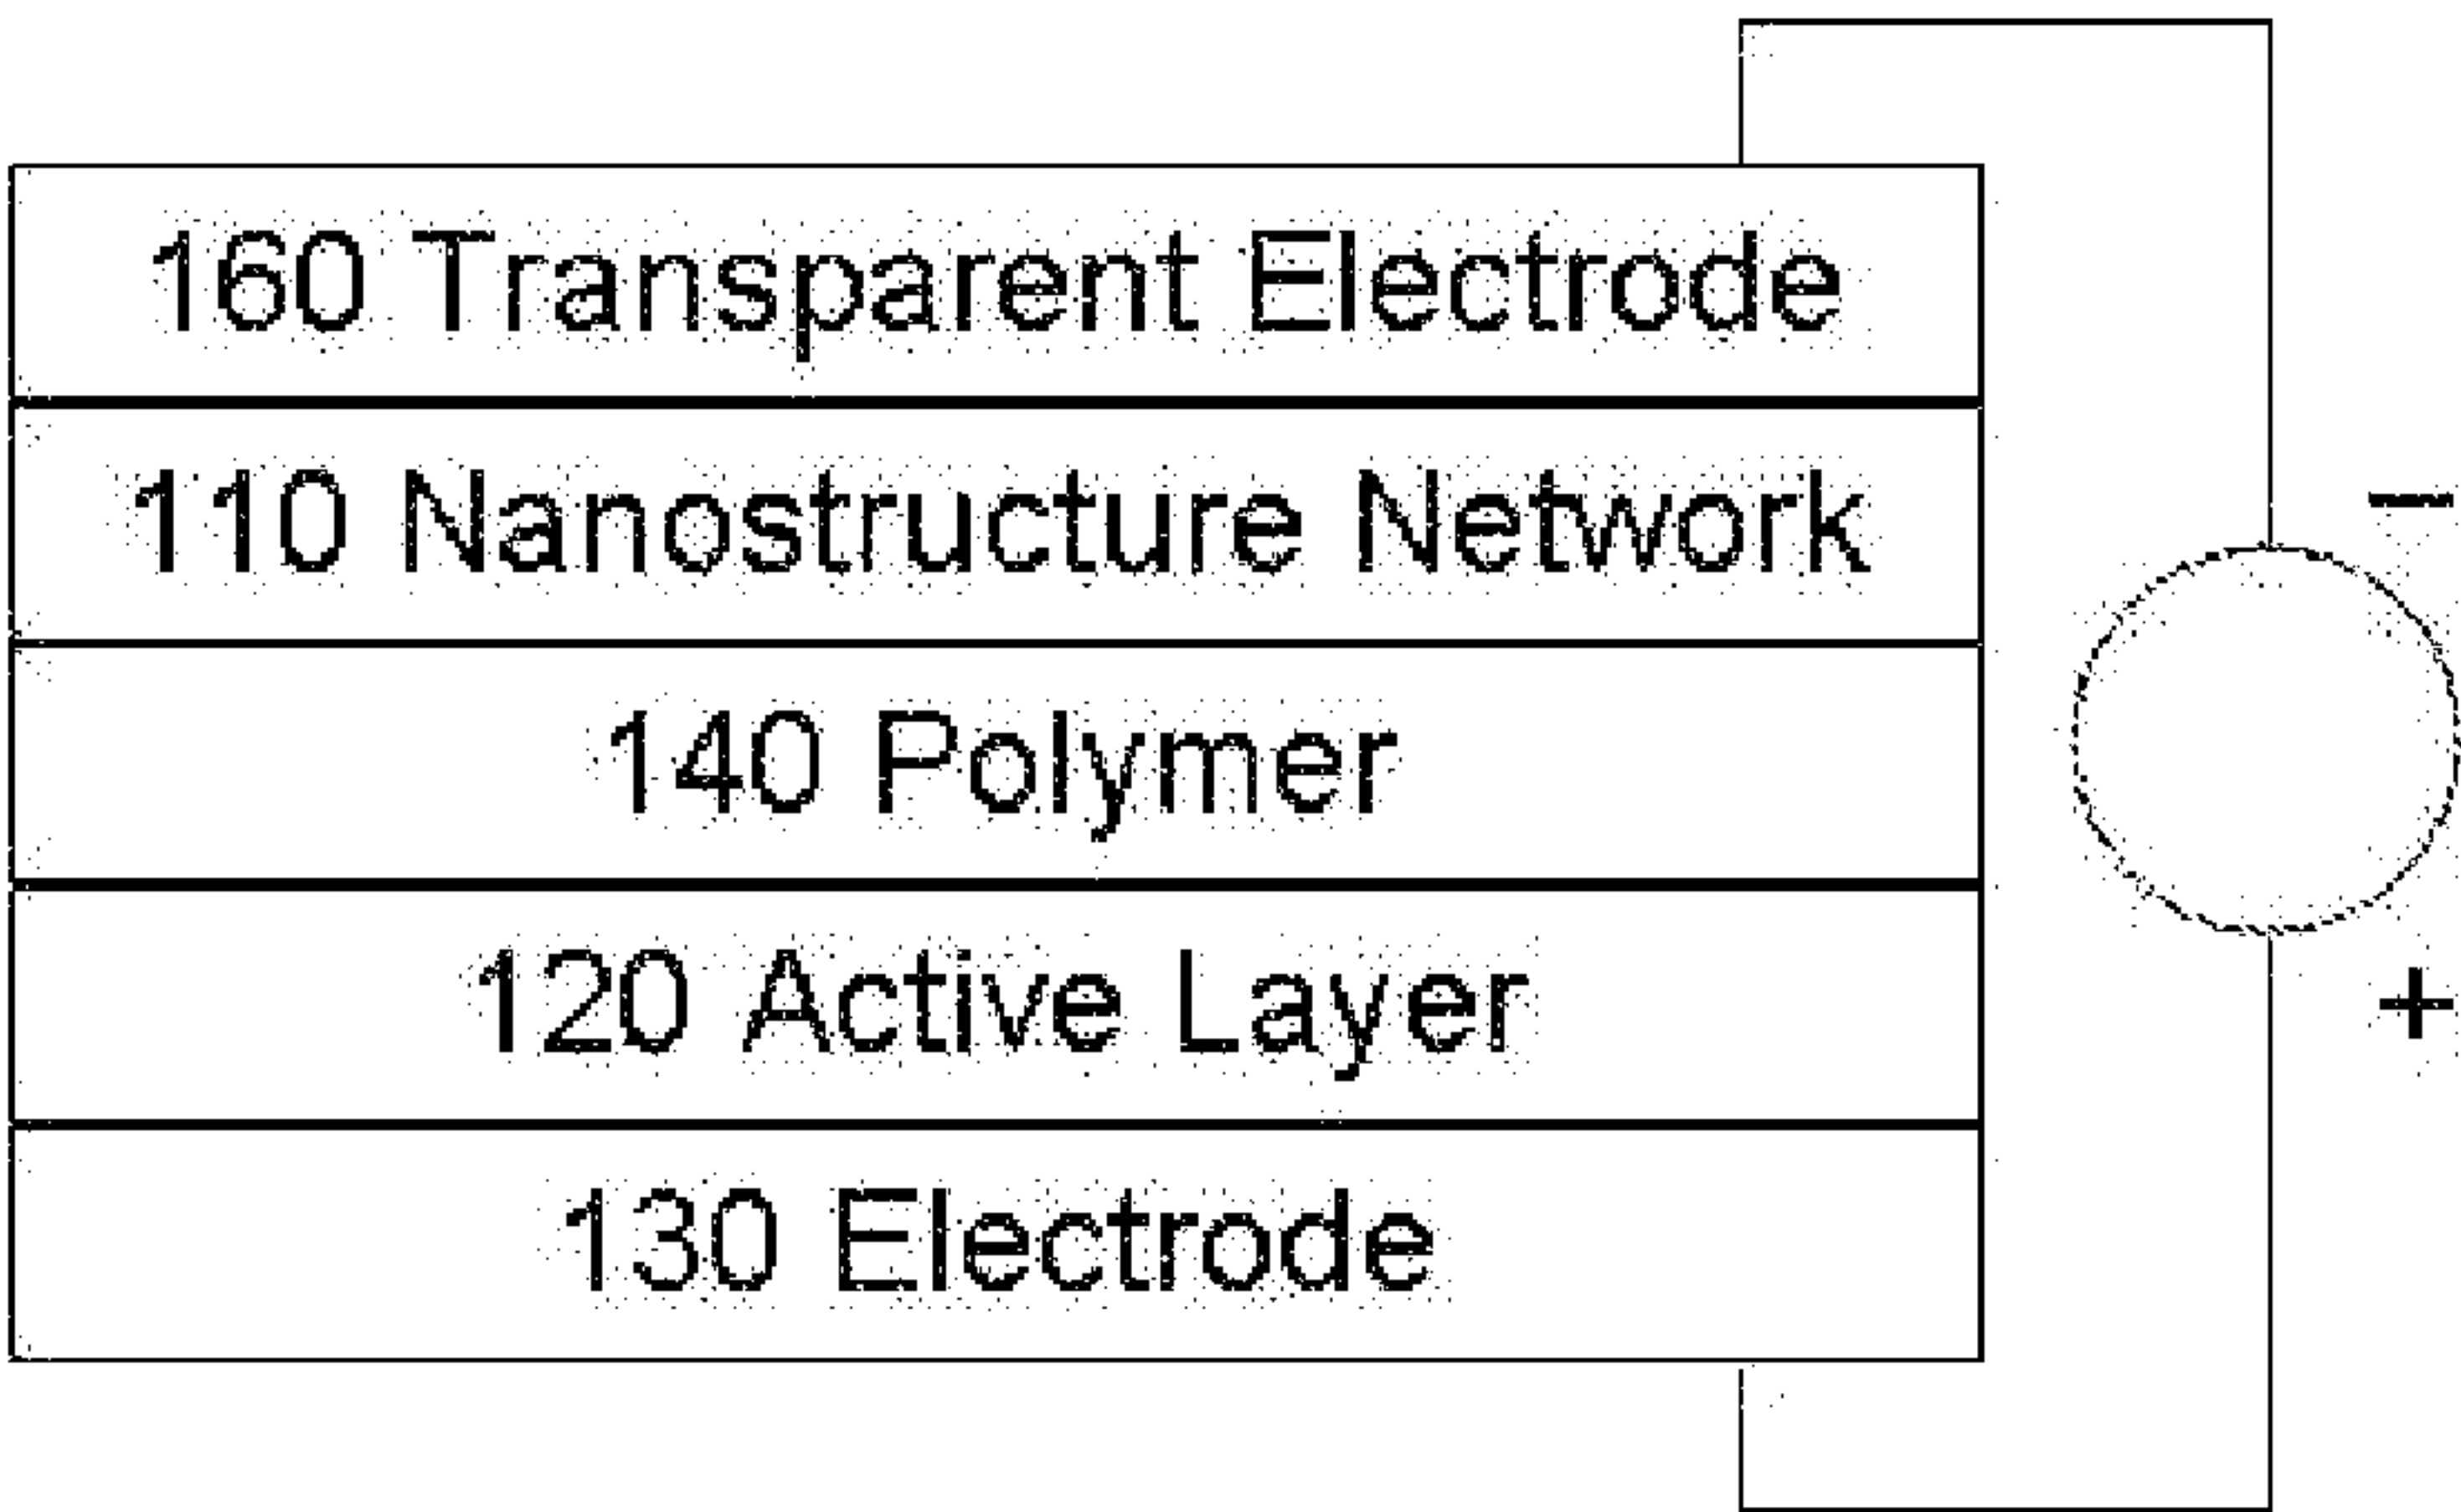 160 Transparent Electrode
110 Nanostructure Network
−
140 Polymer
120 Active Layer
+
130 Electrode